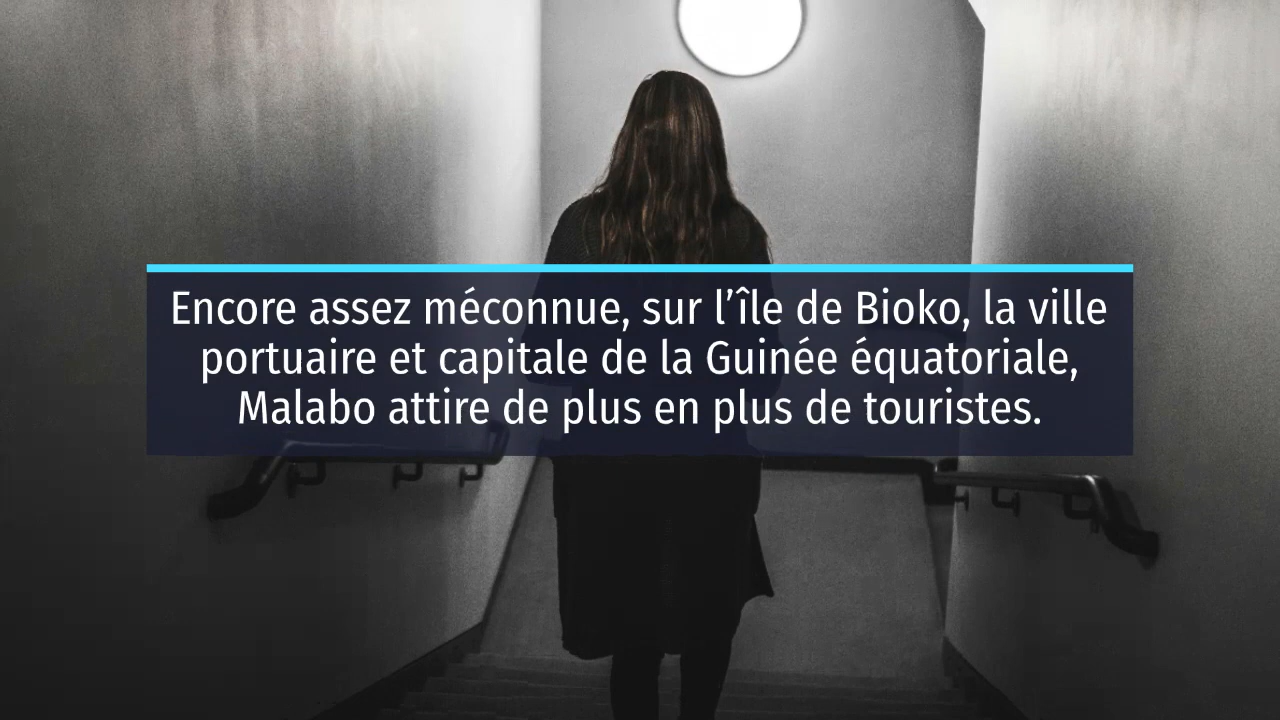 Encore assez méconnue, sur l’île de Bioko, la ville
portuaire et capitale de la Guinée équatoriale,
Malabo attire de plus en plus de touristes.